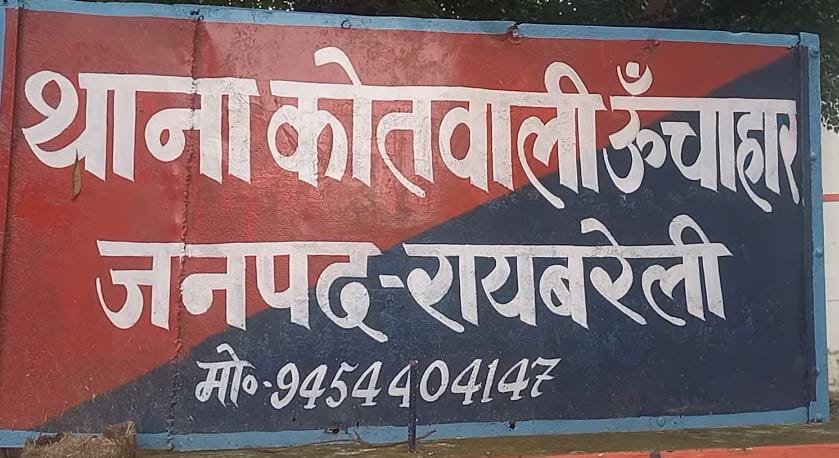 थाना कोतवाली ऊँचाहार
जनपद-रायबरेली
मो०-9454404147